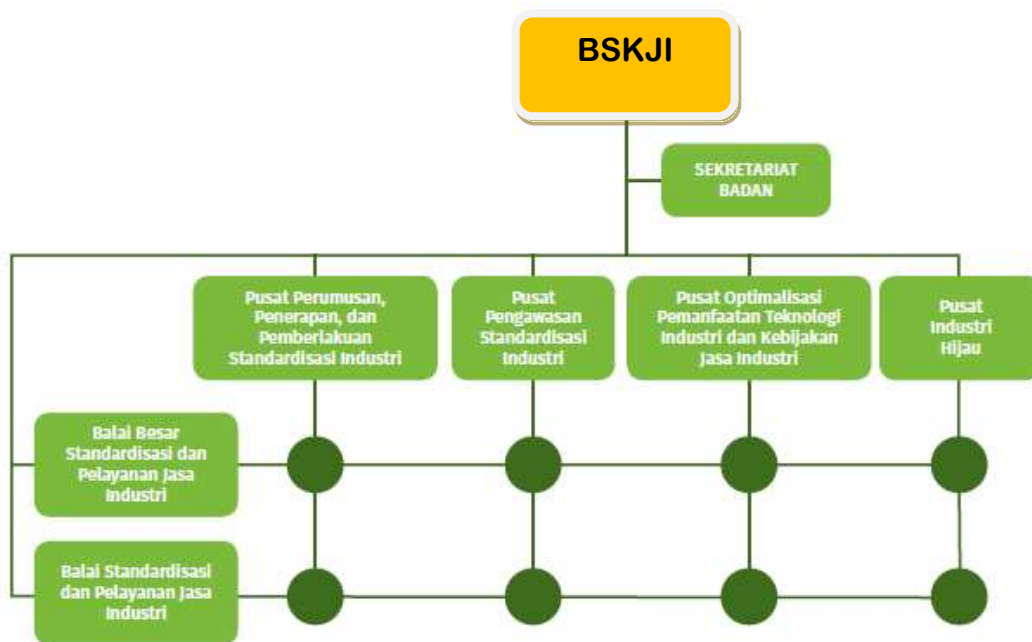 BSKJI
SEKRETARIAT
BADAN
Pusat Perumusan,
Penerapan, dan
Pemberlakuan
Standardisasi Industri
Pusat
Pengawasan
Standardisasi
Industri
Pusat Optimalisasi
Pemanfaatan Teknologi
Industri dan Kebijakan
Jasa Industri
Pusat
Industri
Hijau
Balai Besar
Standardisasi dan
Pelayanan Jasa
Industri
Balai Standardisasi
dan Pelayanan Jasa
Industri